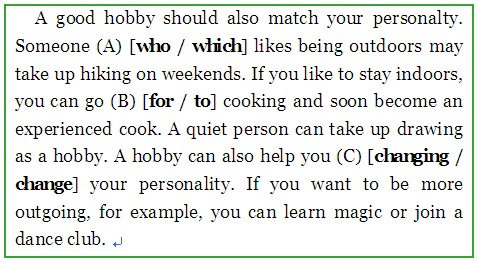 A good hobby should also match your personalty.
Someone (A) [who / which] likes being outdoors may
take up hiking on weekends. If you like to stay indoors,
you can go (B) [for / to] cooking and soon become an
experienced cook. A quiet person can take up drawing
as a hobby. A hobby can also help you (C) [changing /
change] your personality. If you want to be more
outgoing, for example, you can learn magic or join a
dance club. ↵